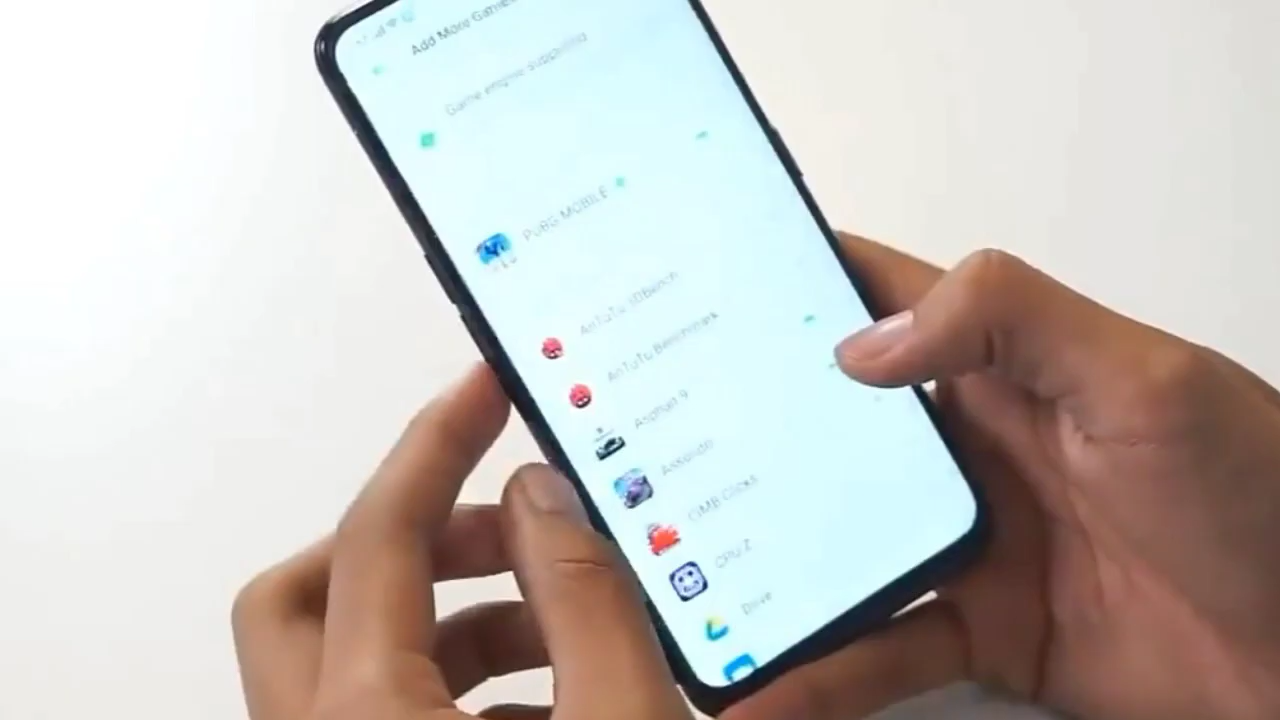 Add More Games
Game engine supporting
PUBG MOBILE
AnTuTu 3DBench
AnTuTu Benchmark
Asphalt 9
CIMB Clicks
CPU Z
Drive